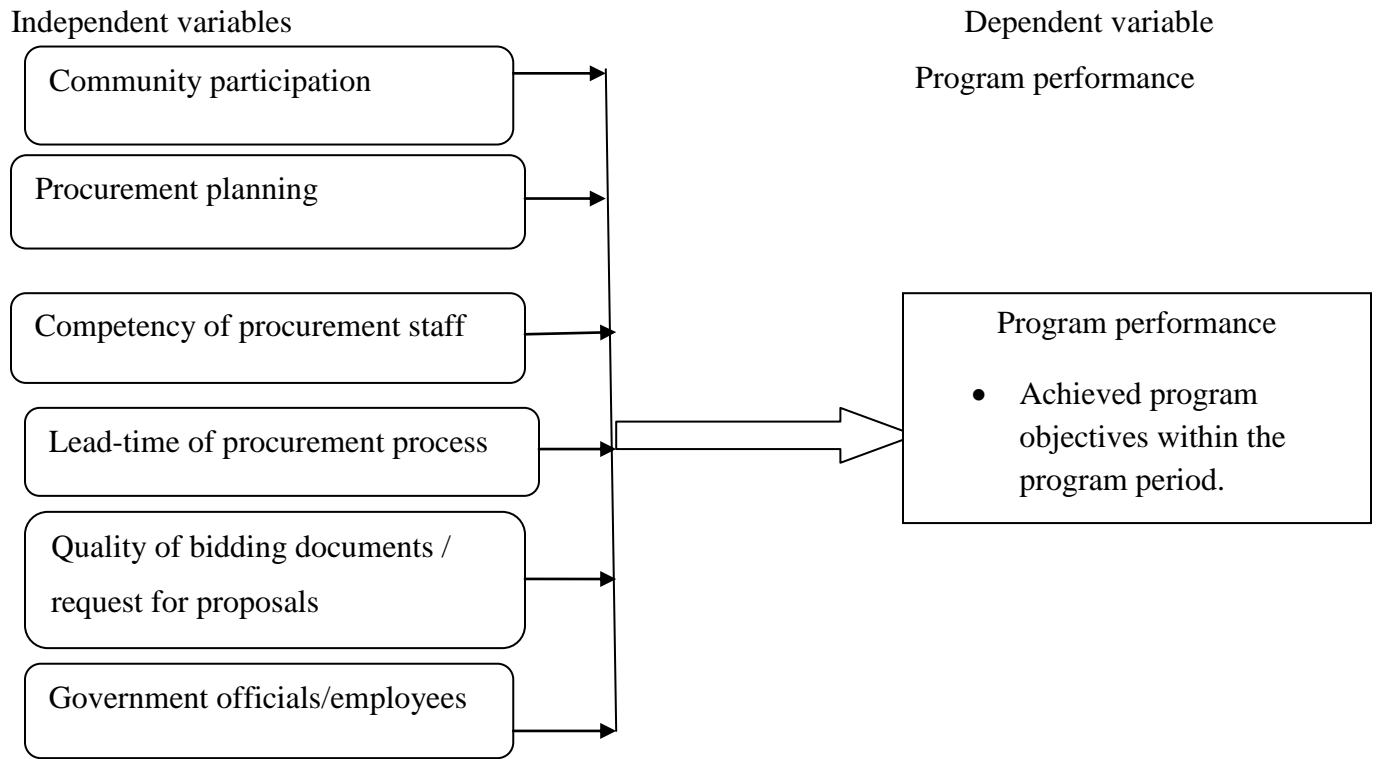 Independent variables
Dependent variable
Community participation
Program performance
Procurement planning
Competency of procurement staff
Program performance
• Achieved program
objectives within the
program period.
Lead-time of procurement process
Quality of bidding documents /
request for proposals
Government officials/employees